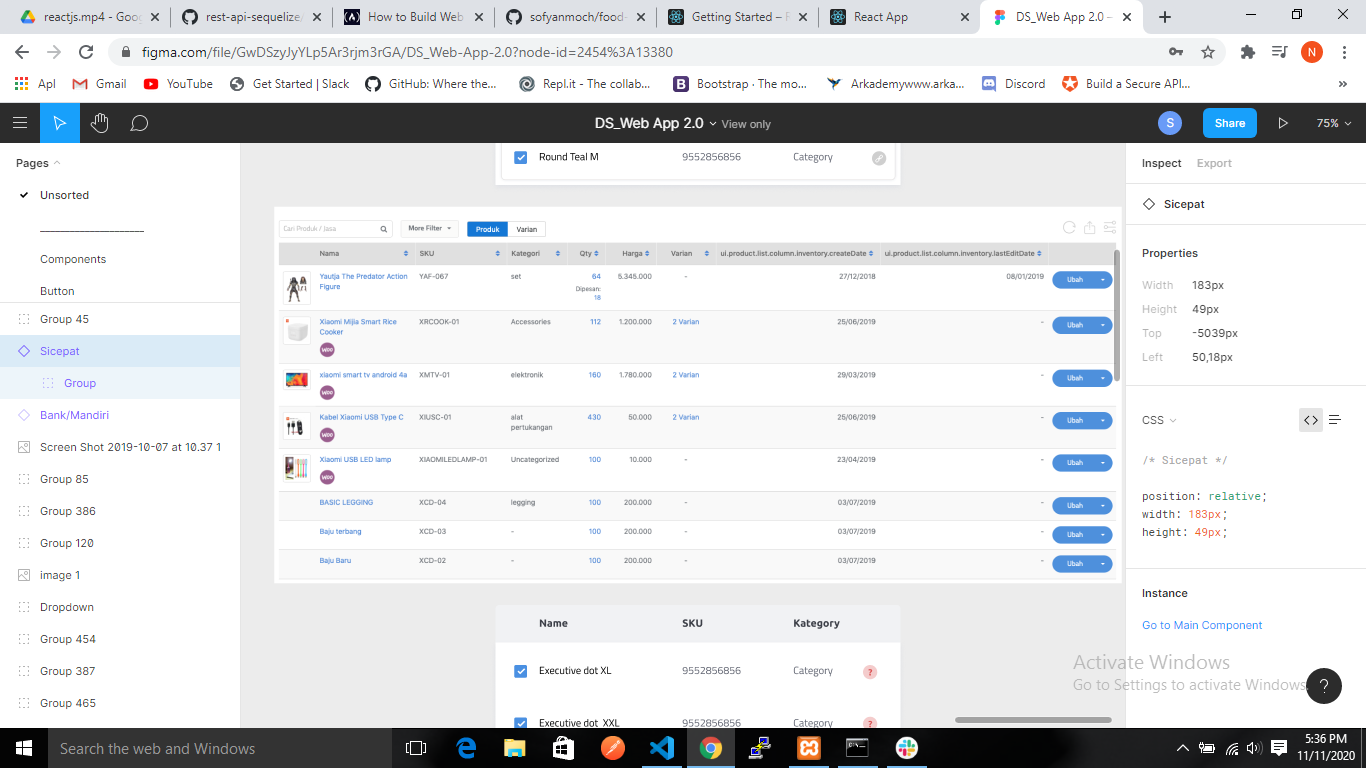 reactjs.mp4 - Goog
rest-api-sequelizer
How to Build Web
sofyanmoch/food-
Getting Started –
React App
DS_Web App 2.0 –
figma.com/file/GwDSzyJyYLp5Ar3rjm3rGA/DS_Web-App-2.0?node-id=2454%3A13380
N
Apl
Gmail
YouTube
Get Started | Slack
GitHub: Where the...
Repl.it - The collab...
Bootstrap · The mo...
Arkademywww.arka...
Discord
Build a Secure API...
»
DS_Web App 2.0
View only
S
Share
75%
Pages
Unsorted
Components
Button
Group 45
Sicepat
Group
Bank/Mandiri
Screen Shot 2019-10-07 at 10.37 1
Group 85
Group 386
Group 120
image 1
Dropdown
Group 454
Group 387
Group 465
Round Teal M 9552856856 Category
Cari Produk / Jasa
More Filter
Produk
Varian
Nama SKU Kategori Qty Harga Varian ui.product.list.column.inventory.createDate ui.product.list.column.inventory.lastEditDate
Yautja The Predator Action YAF-067 set 64 5.345.000 - 27/12/2018 08/01/2019 Ubah
Figure Dipesan:
18
Xiaomi Mijia Smart Rice XRCOOK-01 Accessories 112 1.200.000 2 Varian 25/06/2019 - Ubah
Cooker
woo
xiaomi smart tv android 4a XMTV-01 elektronik 160 1.780.000 2 Varian 29/03/2019 - Ubah
woo
Kabel Xiaomi USB Type C XIUSC-01 alat 430 50.000 2 Varian 25/06/2019 - Ubah
pertukangan
woo
Xiaomi USB LED lamp XIAOMILEDLAMP-01 Uncategorized 100 10.000 - 23/04/2019 - Ubah
woo
BASIC LEGGING XCD-04 legging 100 200.000 - 03/07/2019 - Ubah
Baju terbang XCD-03 - 100 200.000 - 03/07/2019 - Ubah
Baju Baru XCD-02 - 100 200.000 - 03/07/2019 - Ubah
Name SKU Kategory
Executive dot XL 9552856856 Category ?
Executive dot XXL 9552856856 Category ?
Inspect
Export
Sicepat
Properties
Width 183px
Height 49px
Top -5039px
Left 50,18px
CSS
/* Sicepat */
position: relative;
width: 183px;
height: 49px;
Instance
Go to Main Component
Activate Windows
Go to Settings to activate Windows.
?
Search the web and Windows
5:36 PM
11/11/2020